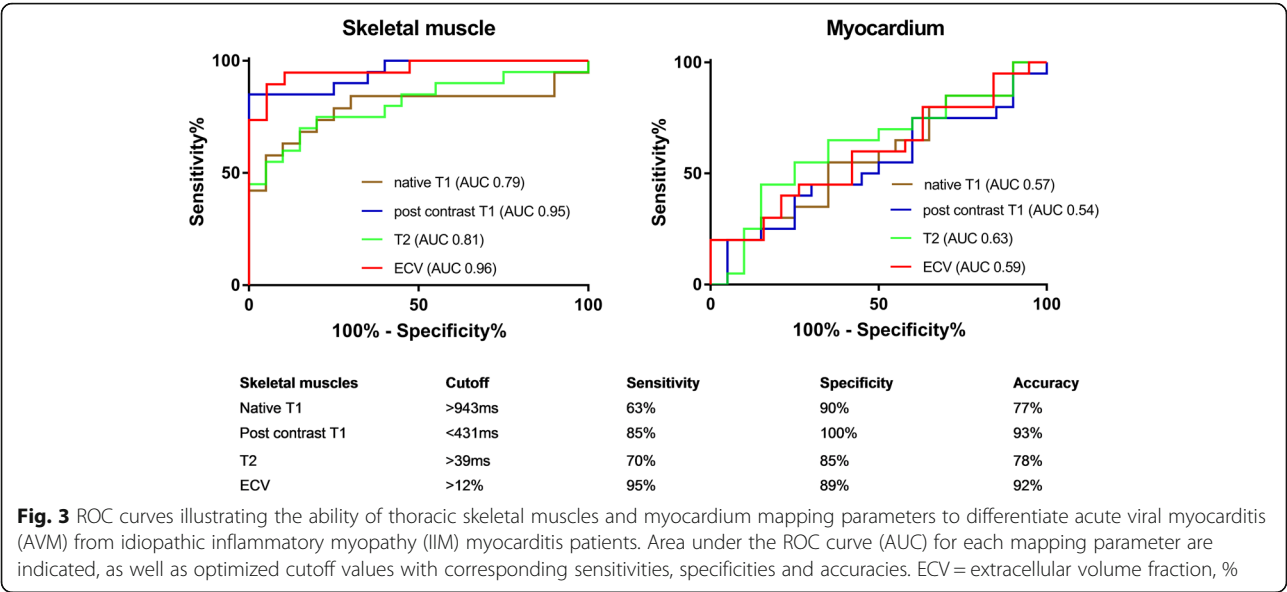 Skeletal muscle
Myocardium
Sensitivity%
100
50
0
0
50
100
100% - Specificity%
native T1 (AUC 0.79)
post contrast T1 (AUC 0.95)
T2 (AUC 0.81)
ECV (AUC 0.96)
Sensitivity%
100
50
0
0
50
100
100% - Specificity%
native T1 (AUC 0.57)
post contrast T1 (AUC 0.54)
T2 (AUC 0.63)
ECV (AUC 0.59)
Skeletal muscles Cutoff Sensitivity Specificity Accuracy
Native T1 >943ms 63% 90% 77%
Post contrast T1 <431ms 85% 100% 93%
T2 >39ms 70% 85% 78%
ECV >12% 95% 89% 92%
Fig. 3 ROC curves illustrating the ability of thoracic skeletal muscles and myocardium mapping parameters to differentiate acute viral myocarditis
(AVM) from idiopathic inflammatory myopathy (IIM) myocarditis patients. Area under the ROC curve (AUC) for each mapping parameter are
indicated, as well as optimized cutoff values with corresponding sensitivities, specificities and accuracies. ECV = extracellular volume fraction, %